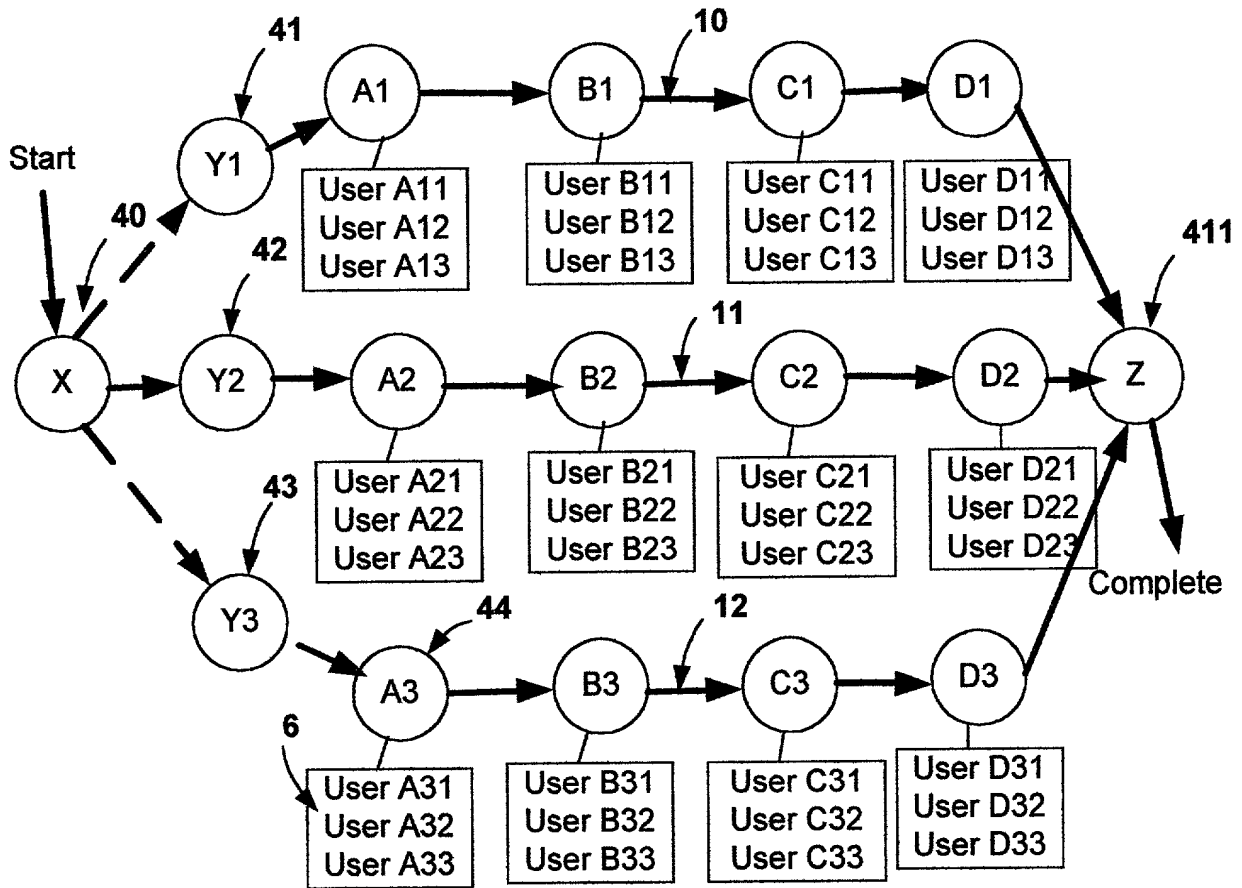 41
10
A1
B1
C1
D1
Y1
Start
User A11
User A12
User A13
User B11
User B12
User B13
User C11
User C12
User C13
User D11
User D12
User D13
40
42
411
11
X
Y2
A2
B2
C2
D2
Z
User A21
User A22
User A23
User B21
User B22
User B23
User C21
User C22
User C23
User D21
User D22
User D23
43
Complete
Y3
44
12
A3
B3
C3
D3
6
User A31
User A32
User A33
User B31
User B32
User B33
User C31
User C32
User C33
User D31
User D32
User D33